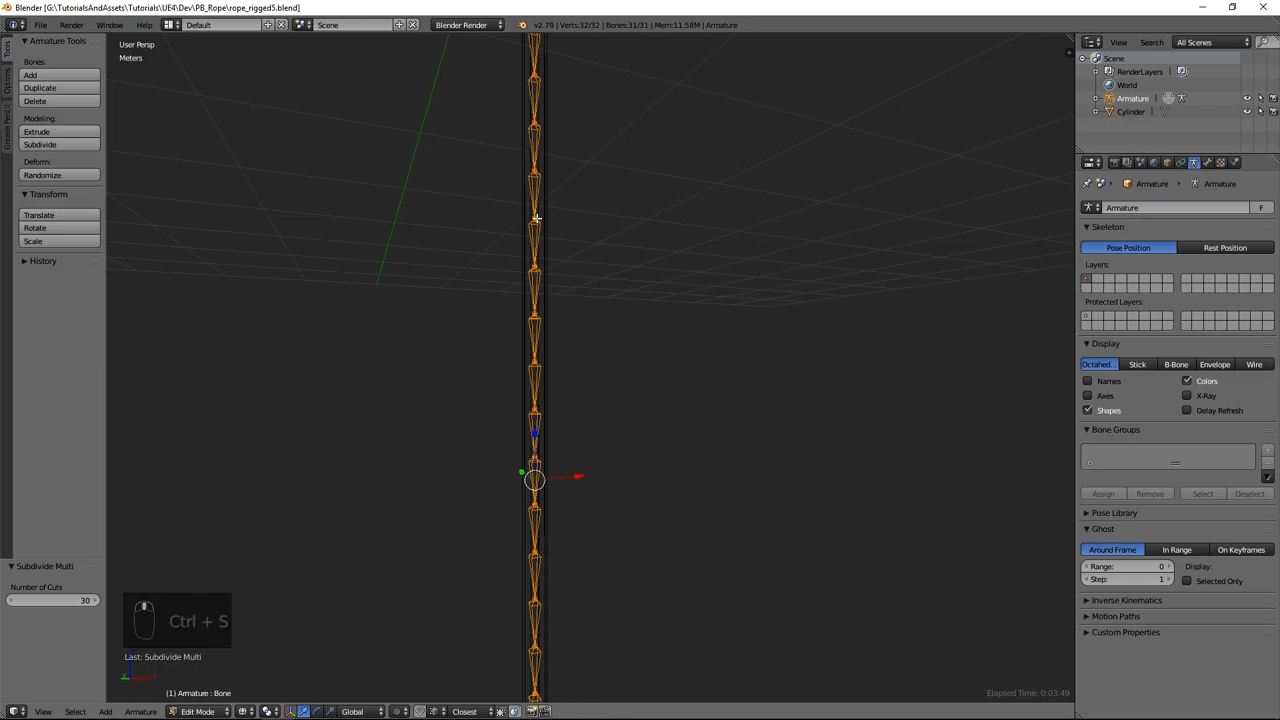 Blender [G:\TutorialsAndAssets\Tutorials\UE4\Dev\PB_Rope\rope_rigged5.blend]
File Render Window Help Default Scene Blender Render v2.79 | Verts:32/32 | Bones:31/31 | Mem:11.58M | Armature
Tools
Options
Grease Pencil
Armature Tools
Bones:
Add
Duplicate
Delete
Modeling:
Extrude
Subdivide
Deform:
Randomize
Transform
Translate
Rotate
Scale
History
Subdivide Multi
Number of Cuts
30
User Persp
Meters
Ctrl + S
Last: Subdivide Multi
(1) Armature : Bone
Elapsed Time: 0:03:49
View Select Add Armature Edit Mode Global Closest
View Search All Scenes
Scene
RenderLayers
World
Armature
Cylinder
Armature Armature
Armature F
Skeleton
Pose Position Rest Position
Layers:
Protected Layers:
Display
Octahed... Stick B-Bone Envelope Wire
Names Colors
Axes X-Ray
Shapes Delay Refresh
Bone Groups
Assign Remove Select Deselect
Pose Library
Ghost
Around Frame In Range On Keyframes
Range: 0 Display:
Step: 1 Selected Only
Inverse Kinematics
Motion Paths
Custom Properties